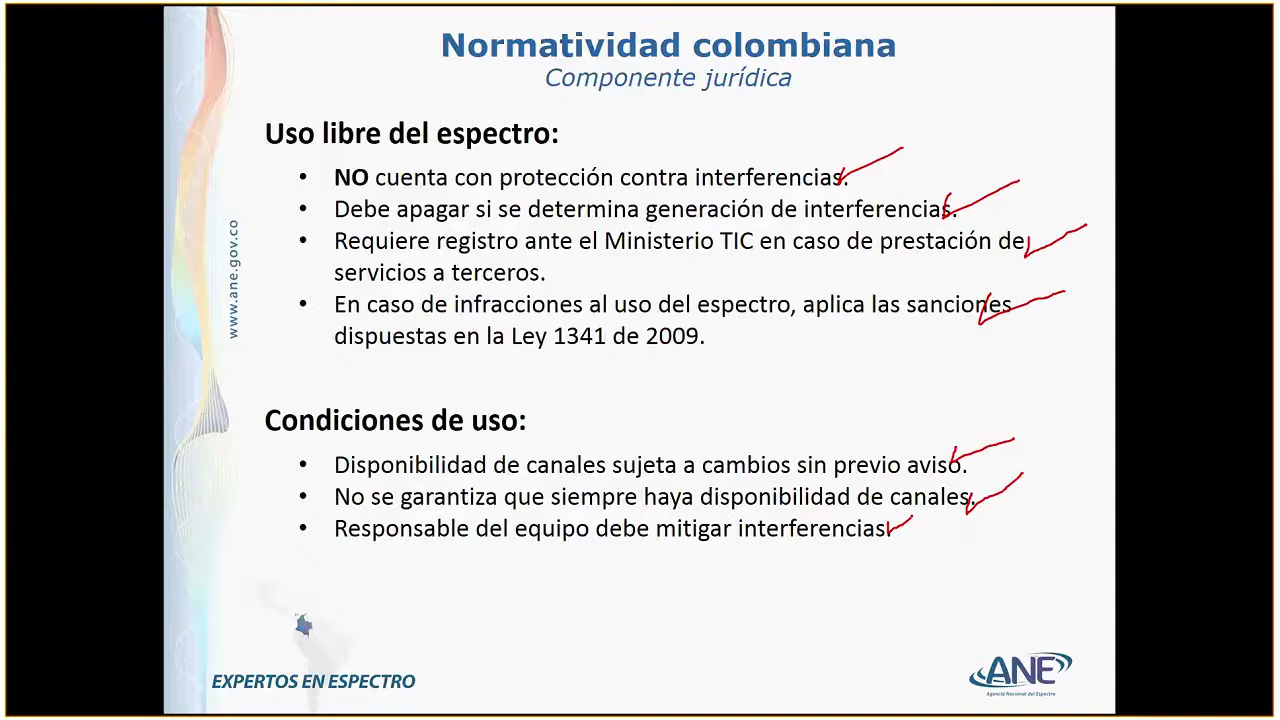 Normatividad colombiana
Componente jurídica
Uso libre del espectro:
• NO cuenta con protección contra interferencias.
• Debe apagar si se determina generación de interferencias.
• Requiere registro ante el Ministerio TIC en caso de prestación de
servicios a terceros.
• En caso de infracciones al uso del espectro, aplica las sanciones
dispuestas en la Ley 1341 de 2009.
Condiciones de uso:
• Disponibilidad de canales sujeta a cambios sin previo aviso.
• No se garantiza que siempre haya disponibilidad de canales.
• Responsable del equipo debe mitigar interferencias.
www.ane.gov.co
EXPERTOS EN ESPECTRO
ANE
Agencia Nacional del Espectro